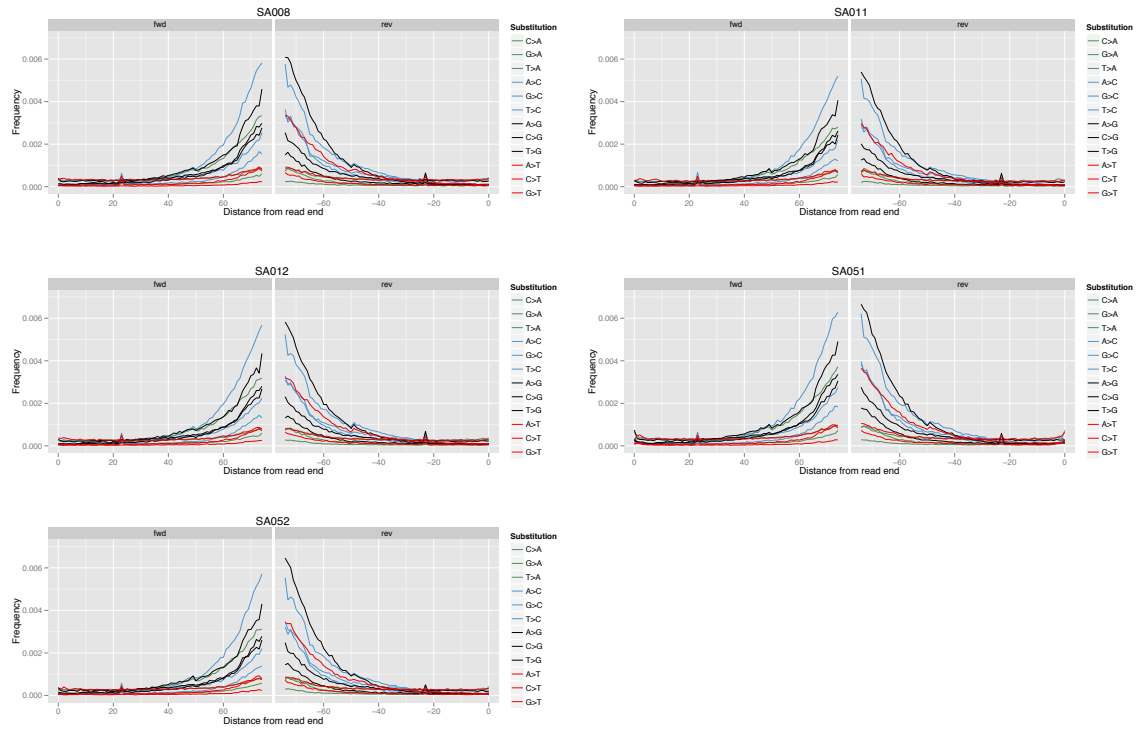 SA008
fwd
rev
Frequency
0.006
0.004
0.002
0.000
0
20
40
60
−60
−40
−20
0
Distance from read end
Substitution
C>A
G>A
T>A
A>C
G>C
T>C
A>G
C>G
T>G
A>T
C>T
G>T
SA011
fwd
rev
Frequency
0.006
0.004
0.002
0.000
0
20
40
60
−60
−40
−20
0
Distance from read end
Substitution
C>A
G>A
T>A
A>C
G>C
T>C
A>G
C>G
T>G
A>T
C>T
G>T
SA012
fwd
rev
Frequency
0.006
0.004
0.002
0.000
0
20
40
60
−60
−40
−20
0
Distance from read end
Substitution
C>A
G>A
T>A
A>C
G>C
T>C
A>G
C>G
T>G
A>T
C>T
G>T
SA051
fwd
rev
Frequency
0.006
0.004
0.002
0.000
0
20
40
60
−60
−40
−20
0
Distance from read end
Substitution
C>A
G>A
T>A
A>C
G>C
T>C
A>G
C>G
T>G
A>T
C>T
G>T
SA052
fwd
rev
Frequency
0.006
0.004
0.002
0.000
0
20
40
60
−60
−40
−20
0
Distance from read end
Substitution
C>A
G>A
T>A
A>C
G>C
T>C
A>G
C>G
T>G
A>T
C>T
G>T